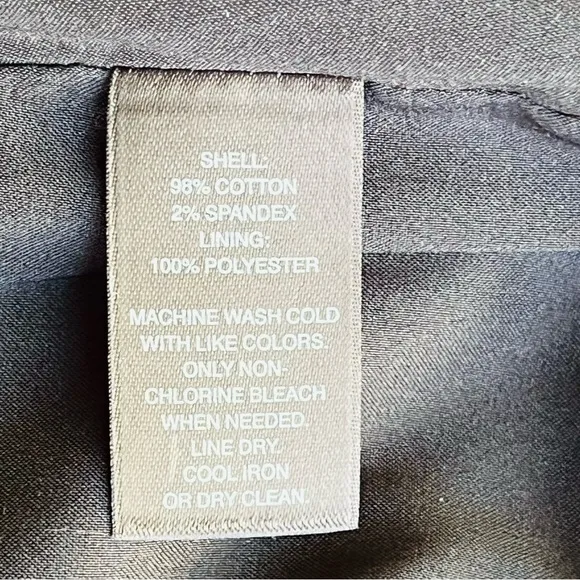 SHELL:
98% COTTON
2% SPANDEX
LINING:
100% POLYESTER
MACHINE WASH COLD
WITH LIKE COLORS.
ONLY NON-
CHLORINE BLEACH
WHEN NEEDED.
LINE DRY.
COOL IRON
OR DRY CLEAN.